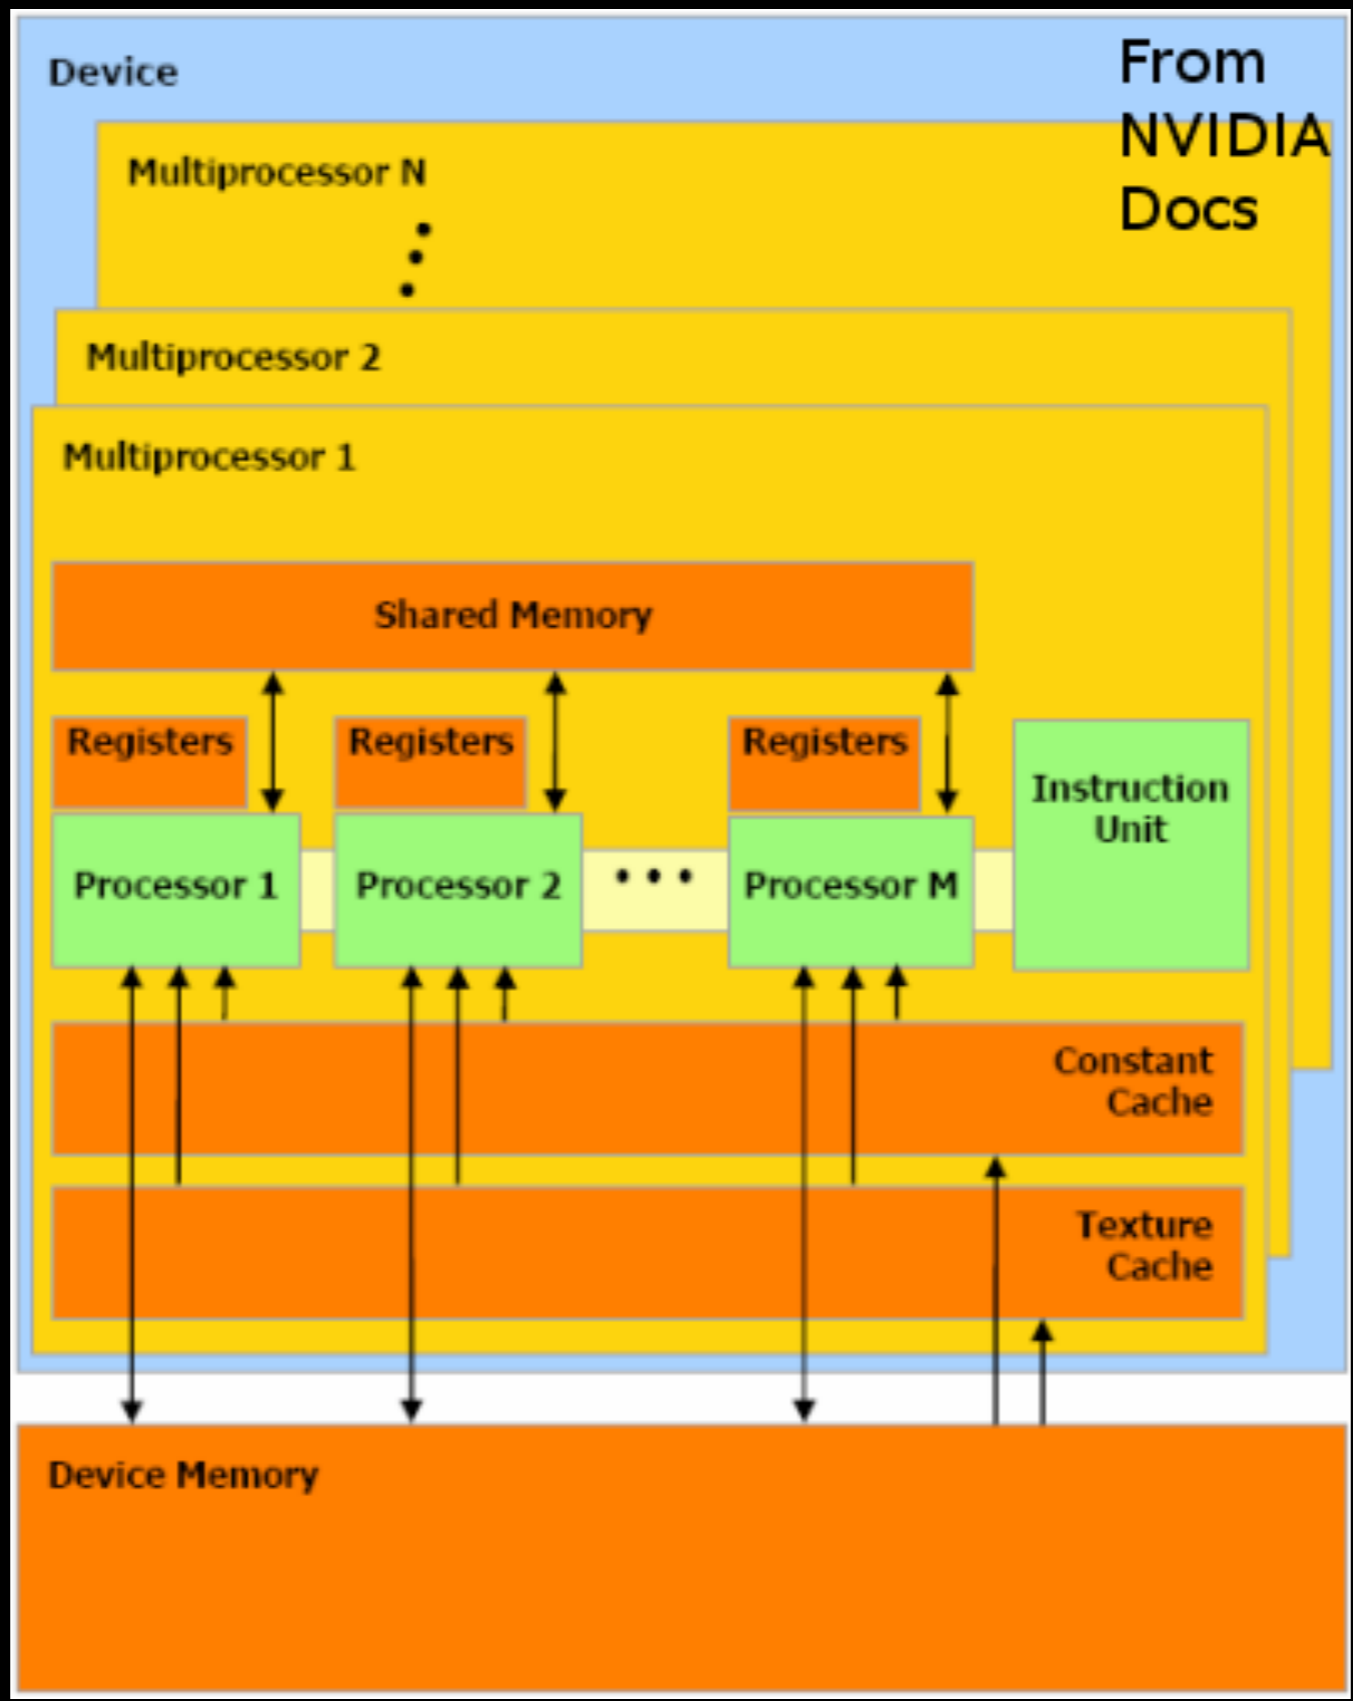 Device
From
NVIDIA
Docs
Multiprocessor N
Multiprocessor 2
Multiprocessor 1
Shared Memory
Registers
Registers
Registers
Instruction
Unit
Processor 1
Processor 2
Processor M
Constant
Cache
Texture
Cache
Device Memory